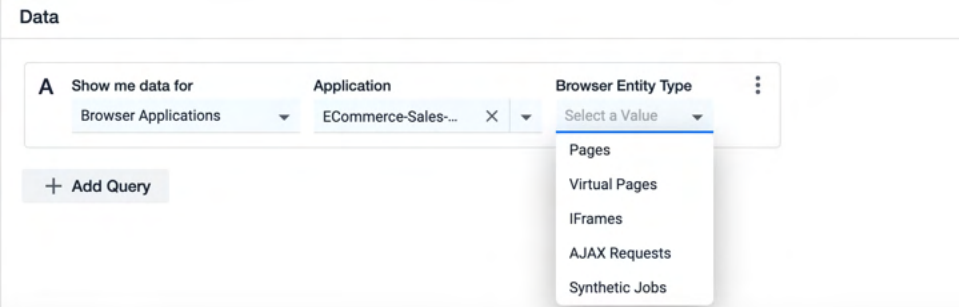 Data
A Show me data for Application Browser Entity Type
Browser Applications ECommerce-Sales-... Select a Value
Pages
Virtual Pages
+ Add Query
IFrames
AJAX Requests
Synthetic Jobs